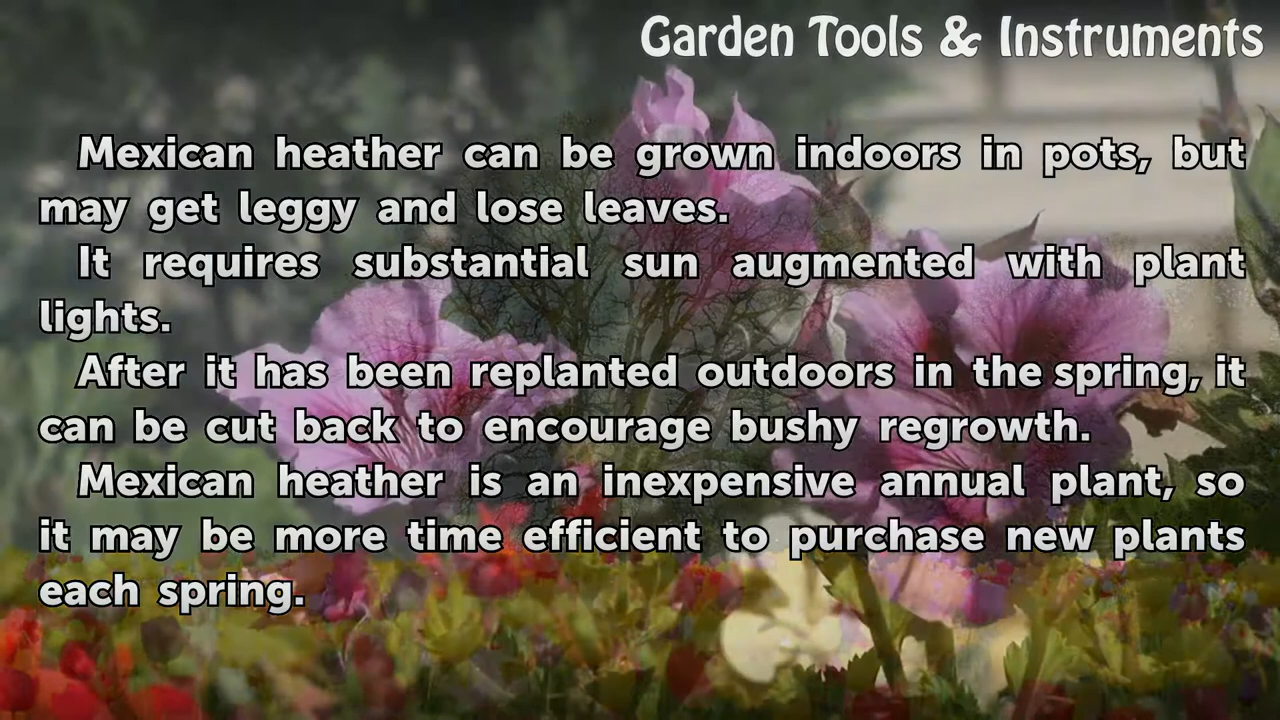 Garden Tools & Instruments
Mexican heather can be grown indoors in pots, but
may get leggy and lose leaves.
It requires substantial sun augmented with plant
lights.
After it has been replanted outdoors in the spring, it
can be cut back to encourage bushy regrowth.
Mexican heather is an inexpensive annual plant, so
it may be more time efficient to purchase new plants
each spring.